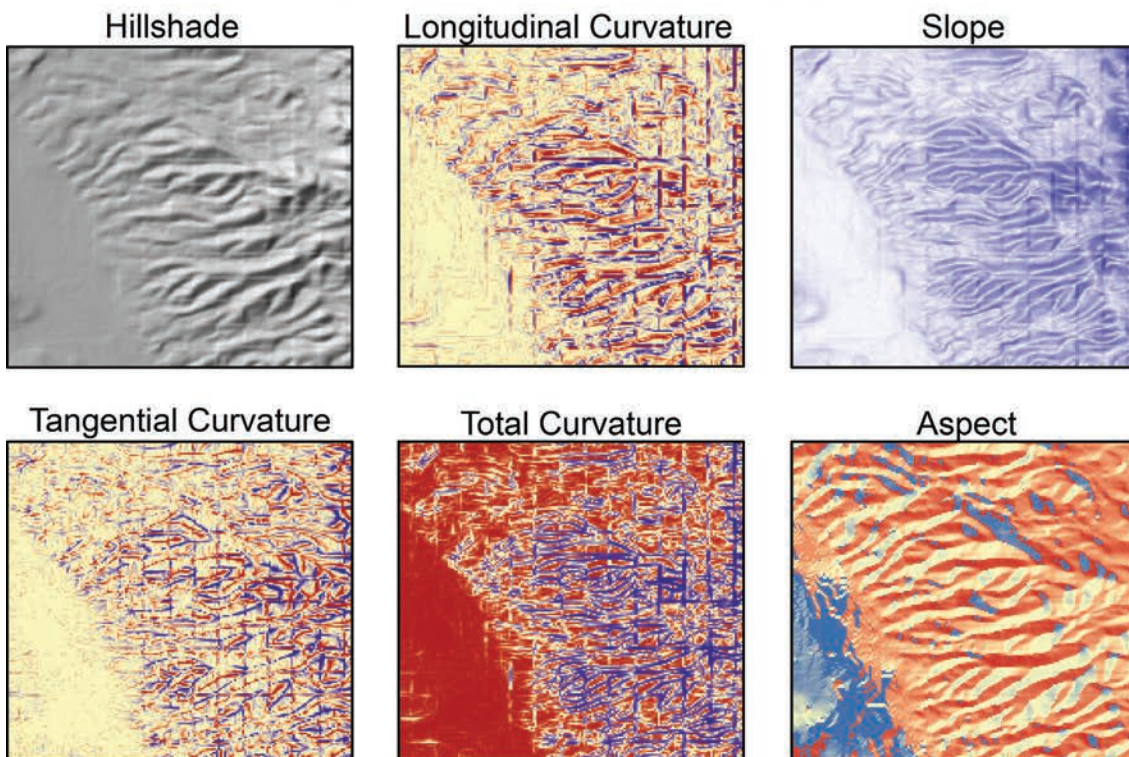 Hillshade
Longitudinal Curvature
Slope
Tangential Curvature
Total Curvature
Aspect